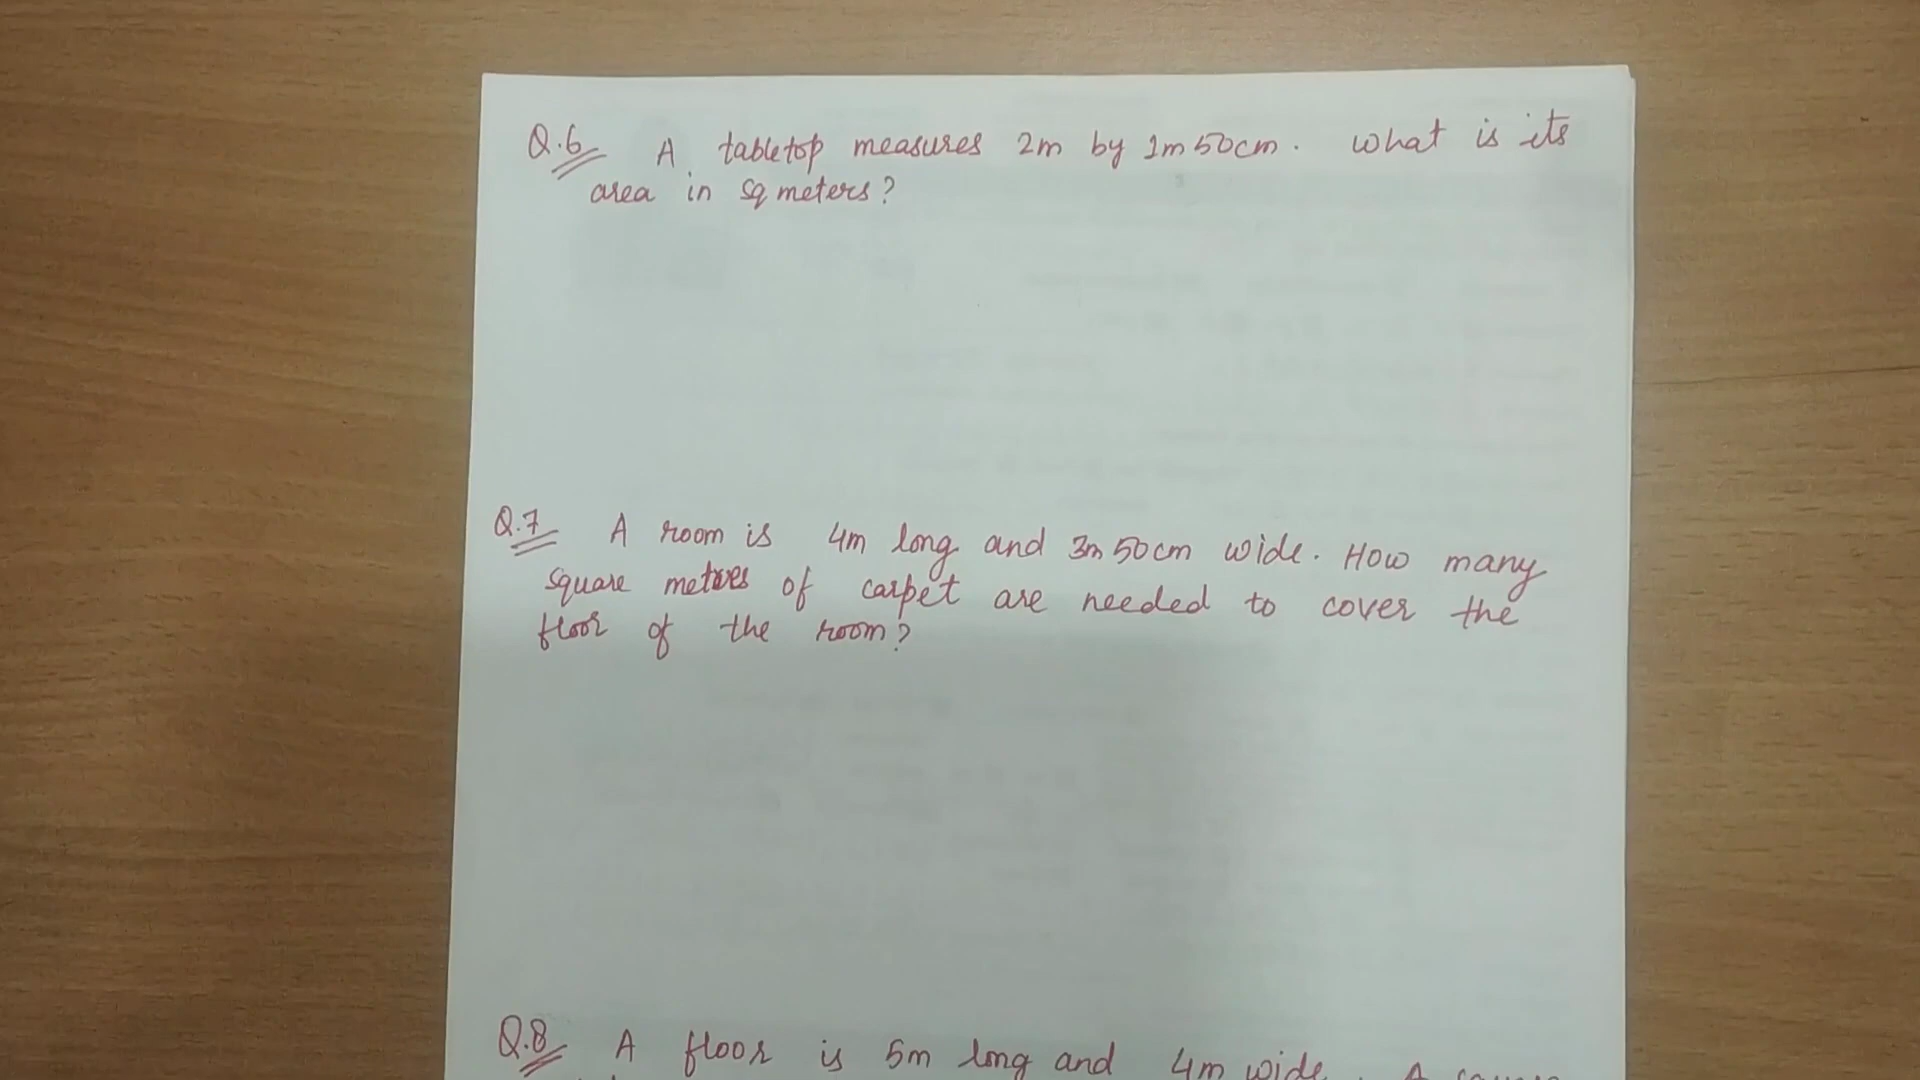 Q.6 A tabletop measures 2m by 1m 50cm. What is its
area in sq meters?
Q.7 A room is 4m long and 3m 50cm wide. How many
square metres of carpet are needed to cover the
floor of the room?
Q.8 A floor is 5m long and 4m wide. A